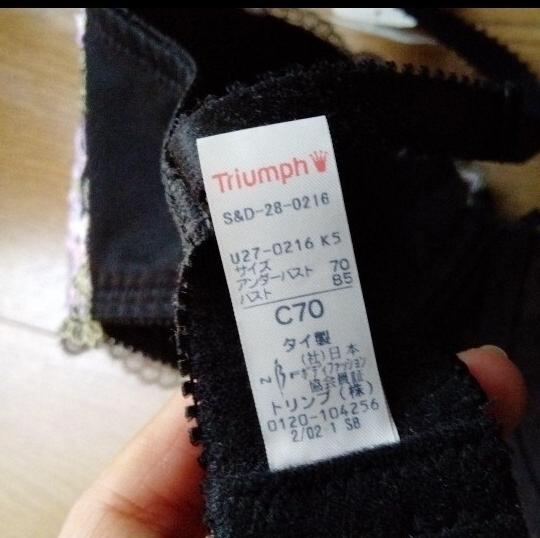 Triumph
S&D-28-0216
U27-0216 K5
サイズ
アンダーバスト 70
バスト 85
C70
タイ製
(社)日本
ボディファッション
協会員証
トリンプ(株)
0120-104256
2/02 1 SB